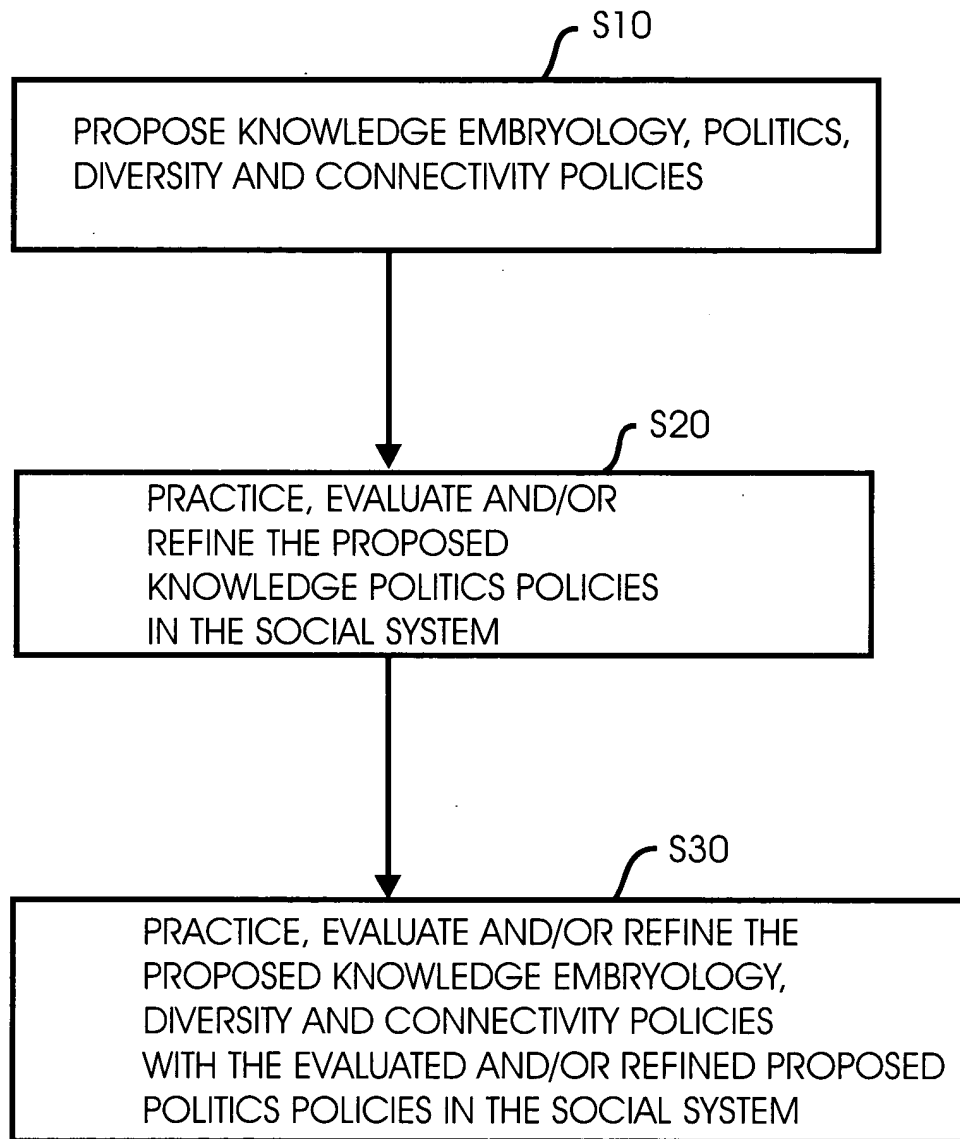 S10
PROPOSE KNOWLEDGE EMBRYOLOGY, POLITICS,
DIVERSITY AND CONNECTIVITY POLICIES
S20
PRACTICE, EVALUATE AND/OR
REFINE THE PROPOSED
KNOWLEDGE POLITICS POLICIES
IN THE SOCIAL SYSTEM
S30
PRACTICE, EVALUATE AND/OR REFINE THE
PROPOSED KNOWLEDGE EMBRYOLOGY,
DIVERSITY AND CONNECTIVITY POLICIES
WITH THE EVALUATED AND/OR REFINED PROPOSED
POLITICS POLICIES IN THE SOCIAL SYSTEM